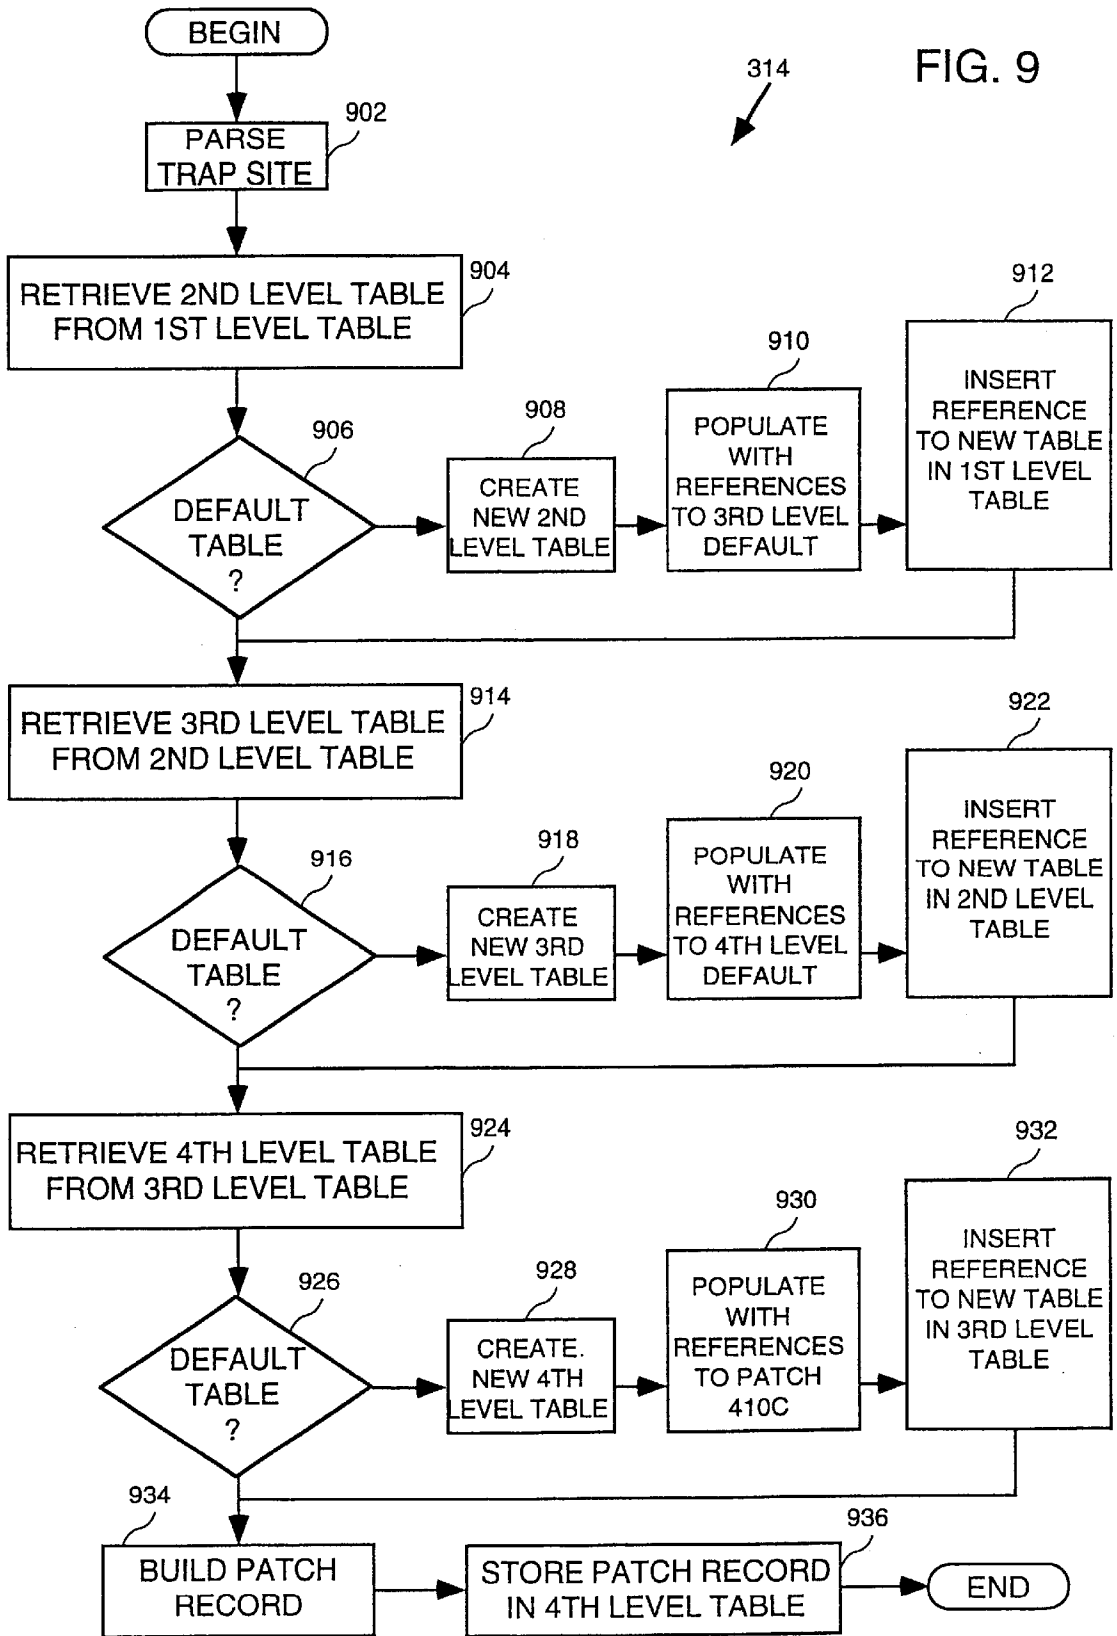 BEGIN
314
FIG. 9
902
PARSE
TRAP SITE
904
RETRIEVE 2ND LEVEL TABLE
FROM 1ST LEVEL TABLE
906
DEFAULT
TABLE
?
908
CREATE
NEW 2ND
LEVEL TABLE
910
POPULATE
WITH
REFERENCES
TO 3RD LEVEL
DEFAULT
912
INSERT
REFERENCE
TO NEW TABLE
IN 1ST LEVEL
TABLE
914
RETRIEVE 3RD LEVEL TABLE
FROM 2ND LEVEL TABLE
916
DEFAULT
TABLE
?
918
CREATE
NEW 3RD
LEVEL TABLE
920
POPULATE
WITH
REFERENCES
TO 4TH LEVEL
DEFAULT
922
INSERT
REFERENCE
TO NEW TABLE
IN 2ND LEVEL
TABLE
924
RETRIEVE 4TH LEVEL TABLE
FROM 3RD LEVEL TABLE
926
DEFAULT
TABLE
?
928
CREATE.
NEW 4TH
LEVEL TABLE
930
POPULATE
WITH
REFERENCES
TO PATCH
410C
932
INSERT
REFERENCE
TO NEW TABLE
IN 3RD LEVEL
TABLE
934
BUILD PATCH
RECORD
936
STORE PATCH RECORD
IN 4TH LEVEL TABLE
END